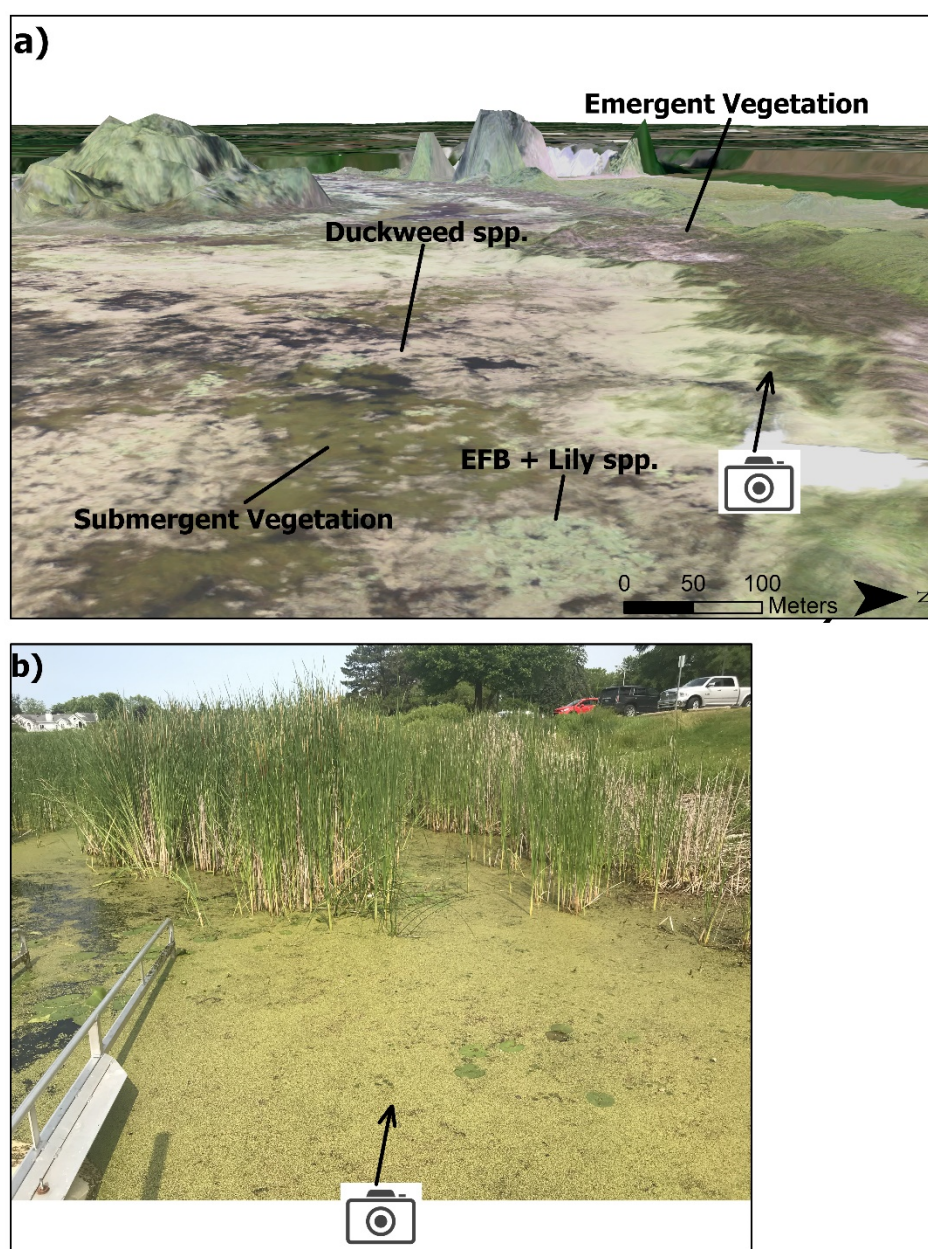 a)
Emergent Vegetation
Duckweed spp.
EFB + Lily spp.
Submergent Vegetation
0 50 100
Meters
N
b)